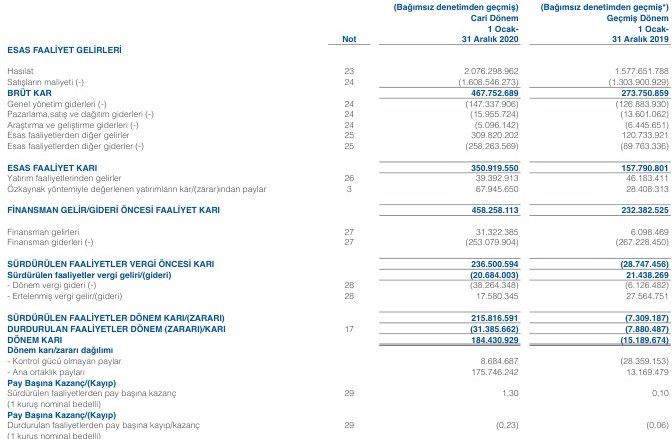 (Bağımsız denetimden geçmiş) (Bağımsız denetimden geçmiş*)
Cari Dönem Geçmiş Dönem
1 Ocak- 1 Ocak-
Not 31 Aralık 2020 31 Aralık 2019
ESAS FAALİYET GELİRLERİ
Hasılat 23 2.076.298.962 1.577.651.788
Satışların maliyeti (-) 24 (1.608.546.273) (1.303.900.929)
BRÜT KAR 467.752.689 273.750.859
Genel yönetim giderleri (-) 24 (147.337.906) (126.883.930)
Pazarlama,satış ve dağıtım giderleri (-) 24 (15.955.724) (13.601.062)
Araştırma ve geliştirme giderleri (-) 24 (5.096.142) (6.445.651)
Esas faaliyetlerden diğer gelirler 25 309.820.202 120.733.921
Esas faaliyetlerden diğer giderler (-) 25 (258.263.569) (89.763.336)
ESAS FAALİYET KARI 350.919.550 157.790.801
Yatırım faaliyetlerinden gelirler 26 39.392.913 46.183.411
Özkaynak yöntemiyle değerlenen yatırımların kar/(zarar)ından paylar 3 67.945.650 28.408.313
FİNANSMAN GELİR/GİDERİ ÖNCESİ FAALİYET KARI 458.258.113 232.382.525
Finansman gelirleri 27 31.322.385 6.098.469
Finansman giderleri (-) 27 (253.079.904) (267.228.450)
SÜRDÜRÜLEN FAALİYETLER VERGİ ÖNCESİ KARI 236.500.594 (28.747.456)
Sürdürülen faaliyetler vergi geliri/(gideri) (20.684.003) 21.438.269
- Dönem vergi gideri (-) 28 (38.264.348) (6.126.482)
- Ertelenmiş vergi gelir/(gideri) 28 17.580.345 27.564.751
SÜRDÜRÜLEN FAALİYETLER DÖNEM KARI/(ZARARI) 215.816.591 (7.309.187)
DURDURULAN FAALİYETLER DÖNEM (ZARARI)/KARI 17 (31.385.662) (7.880.487)
DÖNEM KARI 184.430.929 (15.189.674)
Dönem karı/zararı dağılımı
- Kontrol gücü olmayan paylar 8.684.687 (28.359.153)
- Ana ortaklık payları 175.746.242 13.169.479
Pay Başına Kazanç/(Kayıp)
Sürdürülen faaliyetlerden pay başına kazanç 29 1,30 0,10
(1 kuruş nominal bedelli)
Pay Başına Kazanç/(Kayıp)
Durdurulan faaliyetlerden pay başına kayıp/kazanç 29 (0,23) (0,06)
(1 kuruş nominal bedelli)